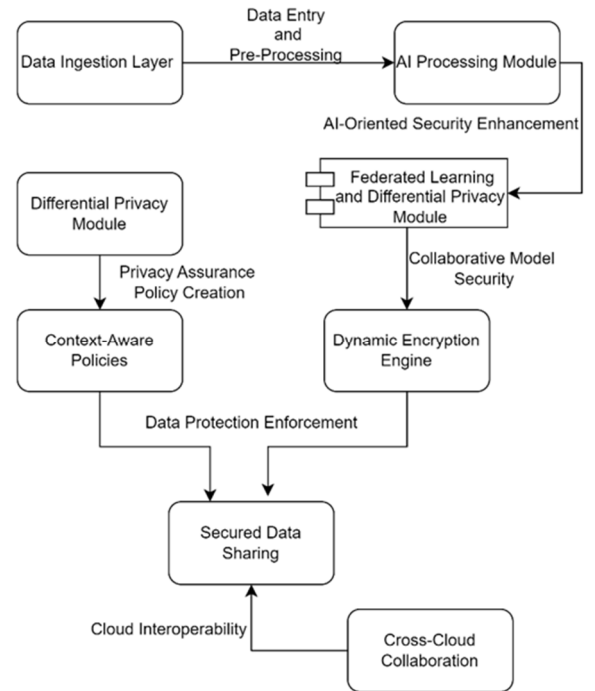 Data Entry
and
Pre-Processing
Data Ingestion Layer
AI Processing Module
AI-Oriented Security Enhancement
Federated Learning
and Differential Privacy
Module
Differential Privacy
Module
Collaborative Model
Security
Privacy Assurance
Policy Creation
Context-Aware
Policies
Dynamic Encryption
Engine
Data Protection Enforcement
Secured Data
Sharing
Cloud Interoperability
Cross-Cloud
Collaboration